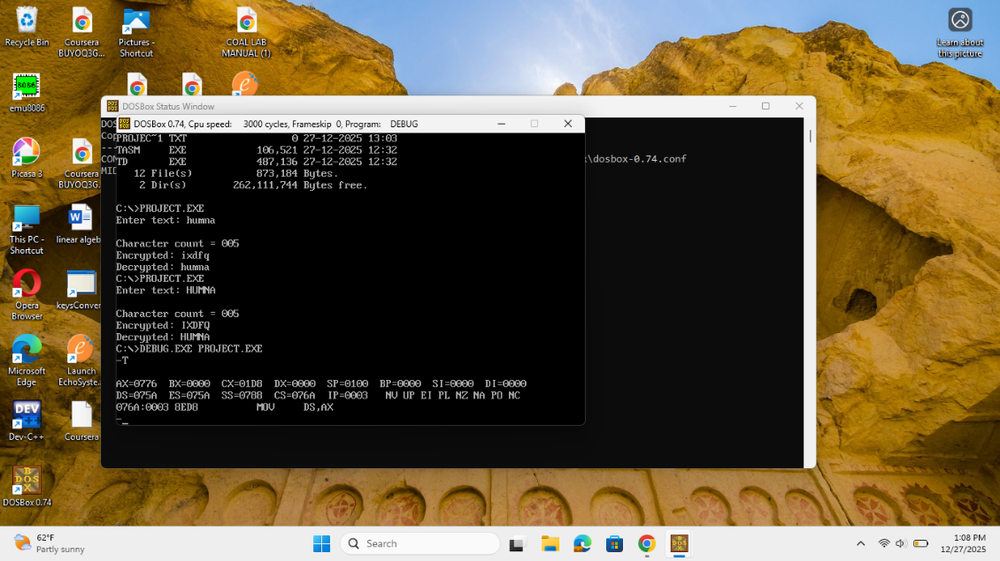 Recycle Bin
Coursera
BUYOQ3G...
Pictures -
Shortcut
COAL LAB
MANUAL (1)
Learn about
this picture
8086
emu8086
DOSBox Status Window
DOSBox 0.74, Cpu speed: 3000 cycles, Frameskip 0, Program: DEBUG
DOS
Cop
---
CON
MID
x\dosbox-0.74.conf
PROJEC~1 TXT 0 27-12-2025 13:03
TASM EXE 106,521 27-12-2025 12:32
TD EXE 487,136 27-12-2025 12:32
12 File(s) 873,184 Bytes.
2 Dir(s) 262,111,744 Bytes free.
C:\>PROJECT.EXE
Enter text: humna
Character count = 005
Encrypted: ixdfq
Decrypted: humna
C:\>PROJECT.EXE
Enter text: HUMNA
Character count = 005
Encrypted: IXDFQ
Decrypted: HUMNA
C:\>DEBUG.EXE PROJECT.EXE
-T
AX=0776 BX=0000 CX=01D8 DX=0000 SP=0100 BP=0000 SI=0000 DI=0000
DS=075A ES=075A SS=0788 CS=076A IP=0003 NV UP EI PL NZ NA PO NC
076A:0003 8ED8 MOV DS,AX
-_
Picasa 3
Coursera
BUYOQ3G.
This PC -
Shortcut
linear algeb
Opera
Browser
keysConver
Microsoft
Edge
Launch
EchoSyste...
DEV
Dev-C++
Coursera
DOSBox 0.74
62°F
Partly sunny
Search
1:08 PM
12/27/2025